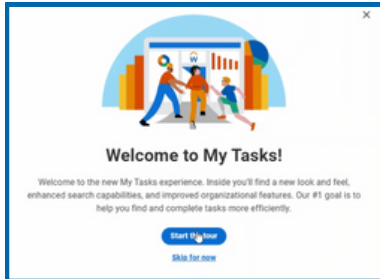 Welcome to My Tasks!
Welcome to the new My Tasks experience. Inside you'll find a new look and feel,
enhanced search capabilities, and improved organizational features. Our #1 goal is to
help you find and complete tasks more efficiently.
Start the tour
Skip for now